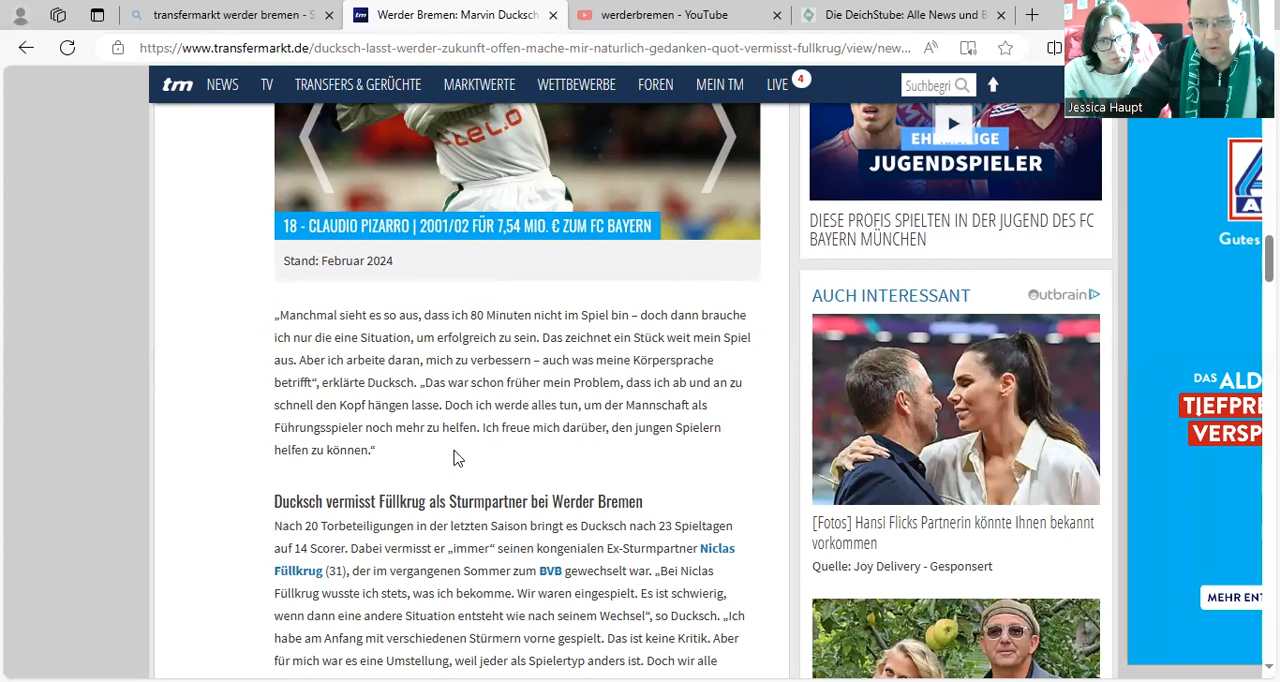 transfermarkt werder bremen - S
Werder Bremen: Marvin Ducksch
werderbremen - YouTube
Die DeichStube: Alle News und B
https://www.transfermarkt.de/ducksch-lasst-werder-zukunft-offen-mache-mir-naturlich-gedanken-quot-vermisst-fullkrug/view/new...
tm NEWS TV TRANSFERS & GERÜCHTE MARKTWERTE WETTBEWERBE FOREN MEIN TM LIVE 4 Suchbegri
Jessica Haupt
18 - CLAUDIO PIZARRO | 2001/02 FÜR 7,54 MIO. € ZUM FC BAYERN
Stand: Februar 2024
„Manchmal sieht es so aus, dass ich 80 Minuten nicht im Spiel bin – doch dann brauche
ich nur die eine Situation, um erfolgreich zu sein. Das zeichnet ein Stück weit mein Spiel
aus. Aber ich arbeite daran, mich zu verbessern – auch was meine Körpersprache
betrifft“, erklärte Ducksch. „Das war schon früher mein Problem, dass ich ab und an zu
schnell den Kopf hängen lasse. Doch ich werde alles tun, um der Mannschaft als
Führungsspieler noch mehr zu helfen. Ich freue mich darüber, den jungen Spielern
helfen zu können.“
Ducksch vermisst Füllkrug als Sturmpartner bei Werder Bremen
Nach 20 Torbeteiligungen in der letzten Saison bringt es Ducksch nach 23 Spieltagen
auf 14 Scorer. Dabei vermisst er „immer“ seinen kongenialen Ex-Sturmpartner Niclas
Füllkrug (31), der im vergangenen Sommer zum BVB gewechselt war. „Bei Niclas
Füllkrug wusste ich stets, was ich bekomme. Wir waren eingespielt. Es ist schwierig,
wenn dann eine andere Situation entsteht wie nach seinem Wechsel“, so Ducksch. „Ich
habe am Anfang mit verschiedenen Stürmern vorne gespielt. Das ist keine Kritik. Aber
für mich war es eine Umstellung, weil jeder als Spielertyp anders ist. Doch wir alle
EHEMALIGE
JUGENDSPIELER
DIESE PROFIS SPIELTEN IN DER JUGEND DES FC
BAYERN MÜNCHEN
AUCH INTERESSANT
outbrain
[Fotos] Hansi Flicks Partnerin könnte Ihnen bekannt
vorkommen
Quelle: Joy Delivery - Gesponsert
Gutes
DAS ALD
TIEFPRE
VERSP
MEHR ENT